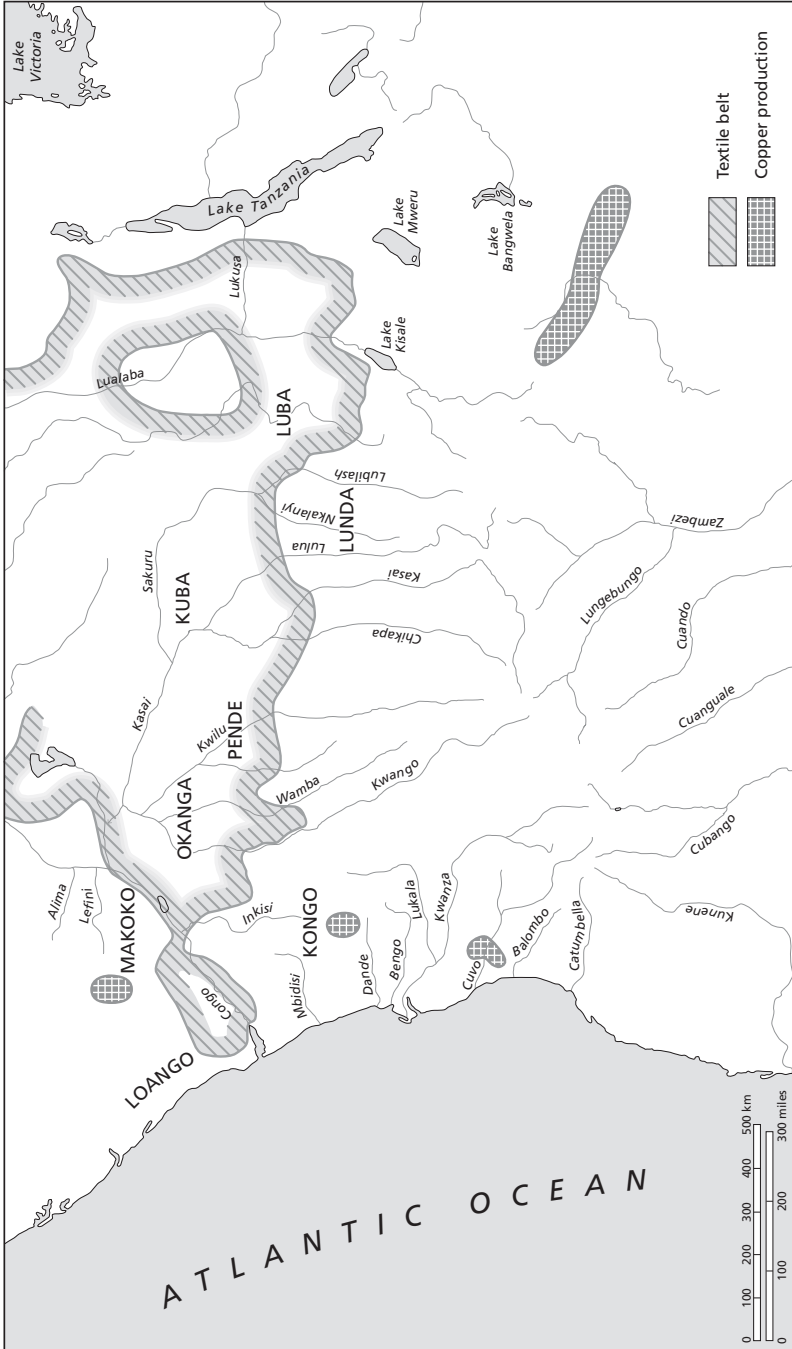 Lake
Victoria
Lake Tanzania
Lake
Mweru
Lake
Bangwela
Textile belt
Copper production
Lukusa
Lake
Kisale
Lualaba
LUBA
Lubilash
Nkalanyi
LUNDA
Lulua
Sakuru
KUBA
Kasai
Kasai
Chikapa
Zambezi
Lungebungo
Cuando
Cuanguale
Kwilu
PENDE
OKANGA
Wamba
Kwango
Cubango
Alima
Lefini
MAKOKO
Inkisi
KONGO
Lukala
Kwanza
Kunene
Congo
Mbidisi
Dande
Bengo
Cuvo
Balombo
Catumbella
LOANGO
ATLANTIC OCEAN
0 100 200 300 400 500 km
0 100 200 300 miles